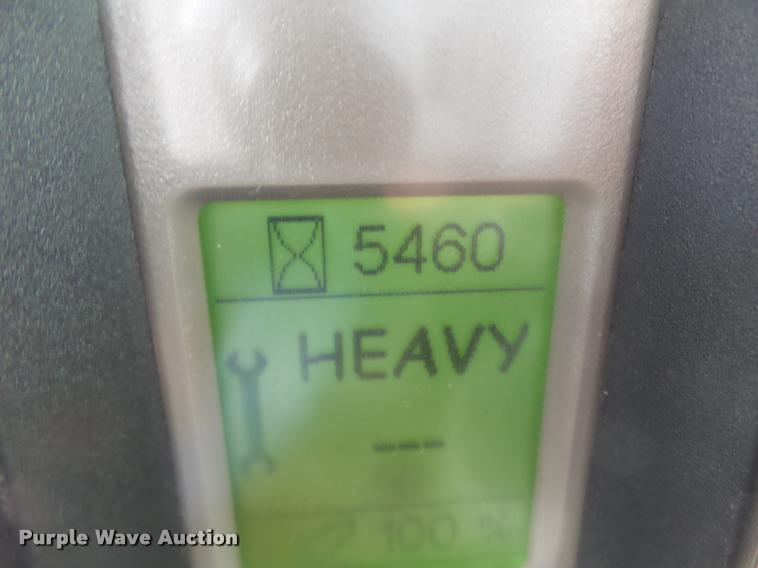 5460
HEAVY
---
100 %
Purple Wave Auction